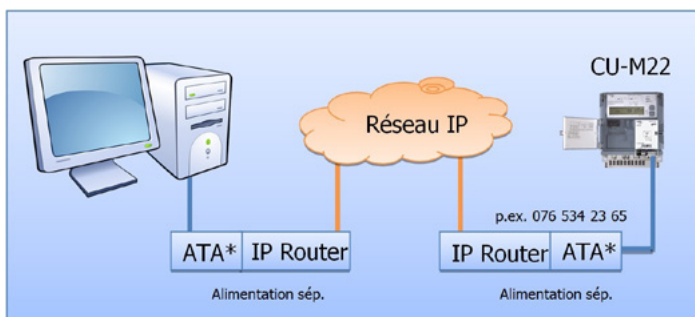 CU-M22
Réseau IP
p.ex. 076 534 23 65
ATA* IP Router
IP Router ATA*
Alimentation sép.
Alimentation sép.